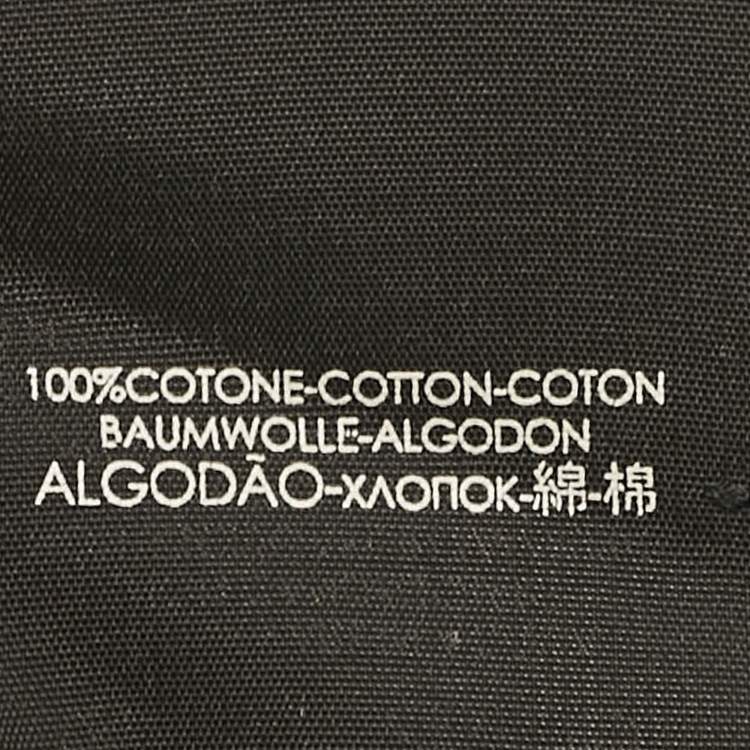 100%COTONE-COTTON-COTON
BAUMWOLLE-ALGODON
ALGODÃO-ХЛОПОК-綿-棉